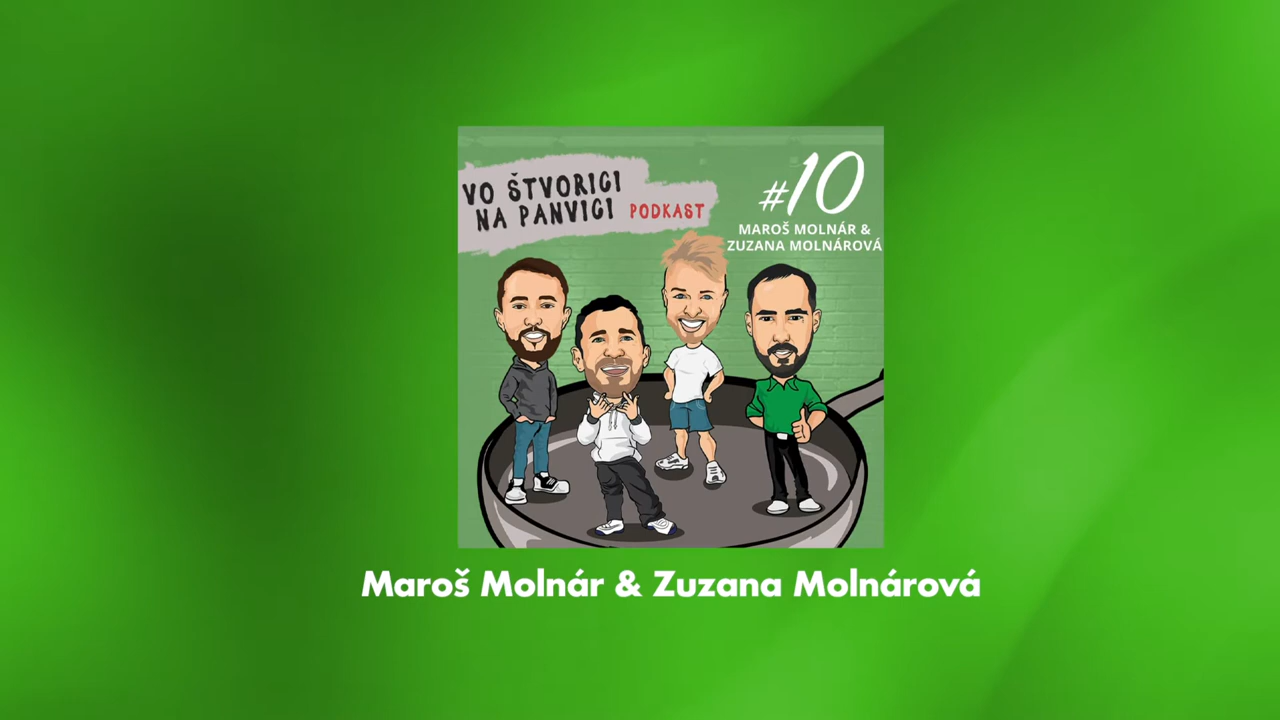 VO ŠTVORICI
NA PANVICI PODKAST
#10
MAROŠ MOLNÁR &
ZUZANA MOLNÁROVÁ
Maroš Molnár & Zuzana Molnárová